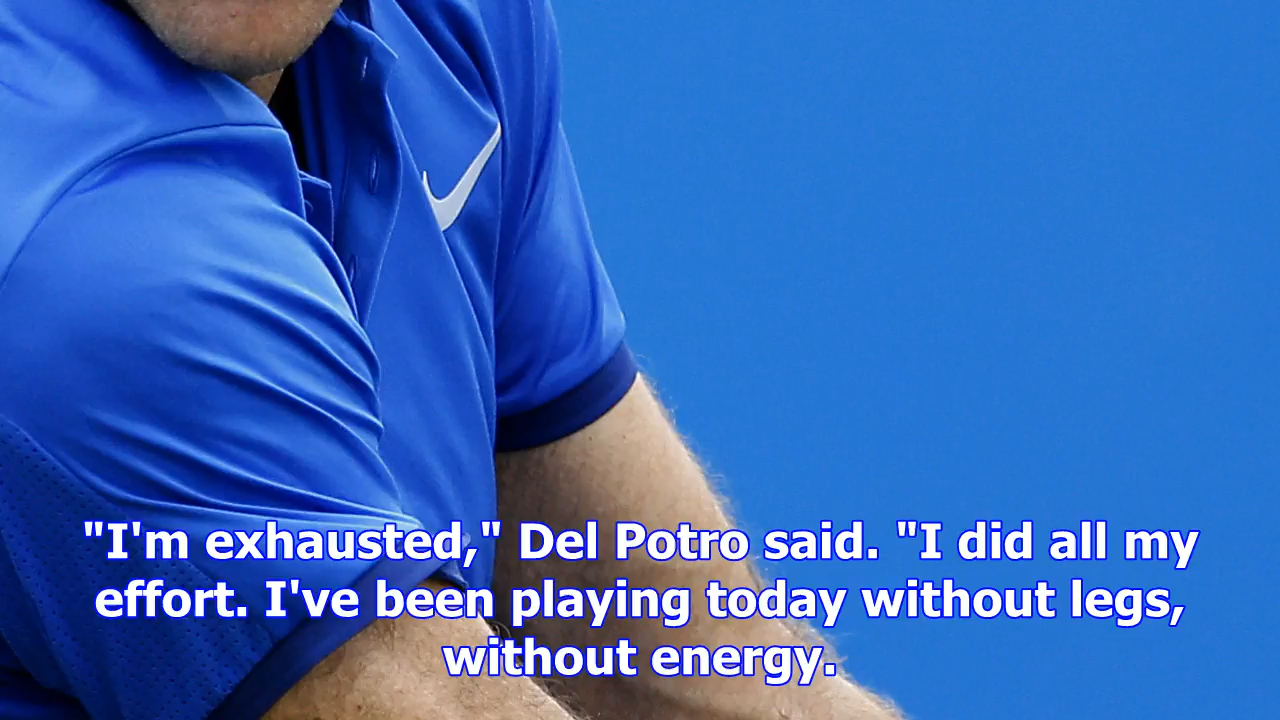 "I'm exhausted," Del Potro said. "I did all my
effort. I've been playing today without legs,
without energy.